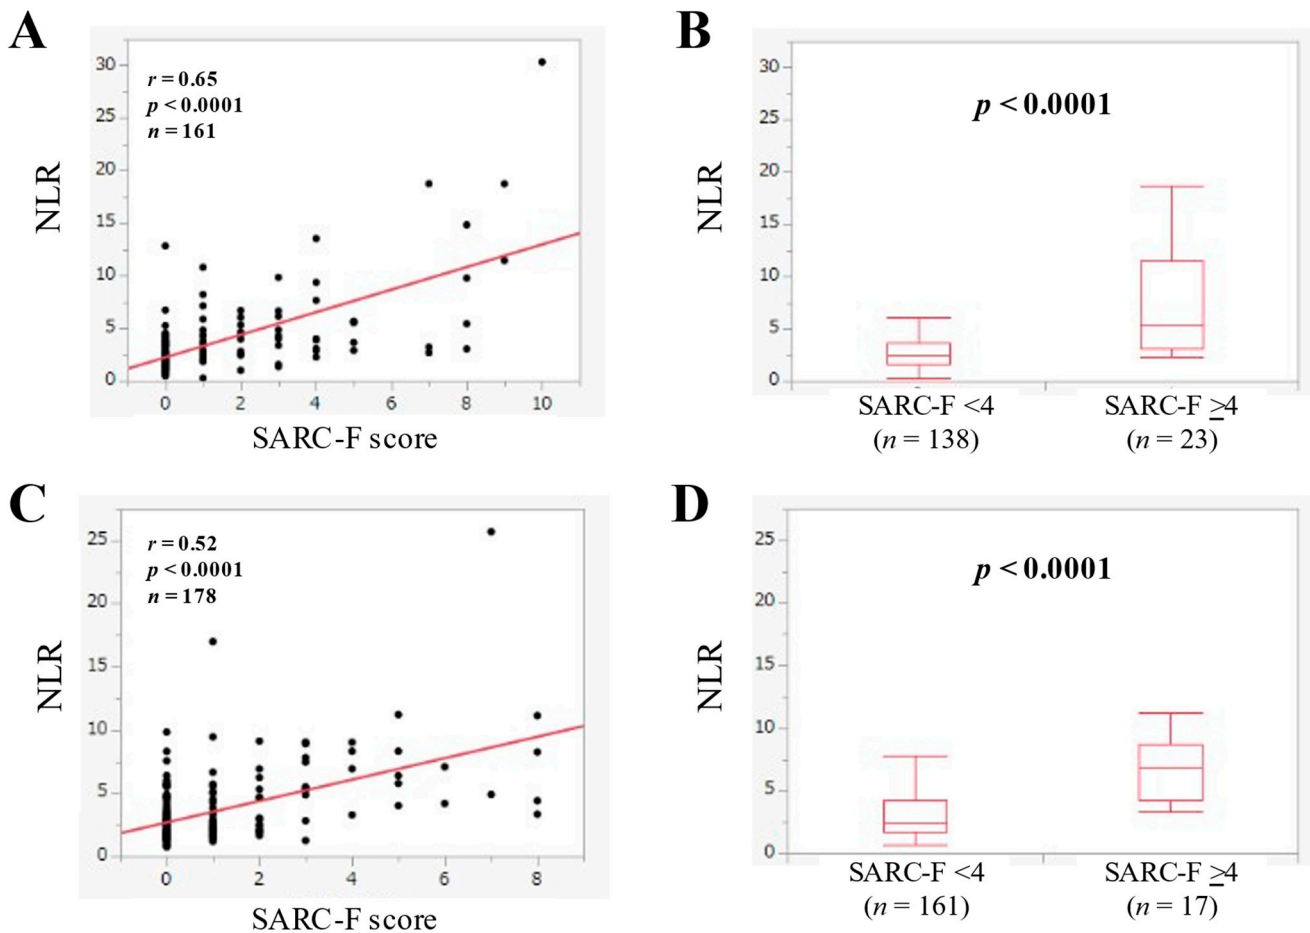 A
NLR
r = 0.65
p < 0.0001
n = 161
30
25
20
15
10
5
0
0 2 4 6 8 10
SARC-F score
B
NLR
p < 0.0001
30
25
20
15
10
5
0
SARC-F <4 SARC-F ≥4
(n = 138) (n = 23)
C
NLR
r = 0.52
p < 0.0001
n = 178
25
20
15
10
5
0
0 2 4 6 8
SARC-F score
D
NLR
p < 0.0001
25
20
15
10
5
0
SARC-F <4 SARC-F ≥4
(n = 161) (n = 17)